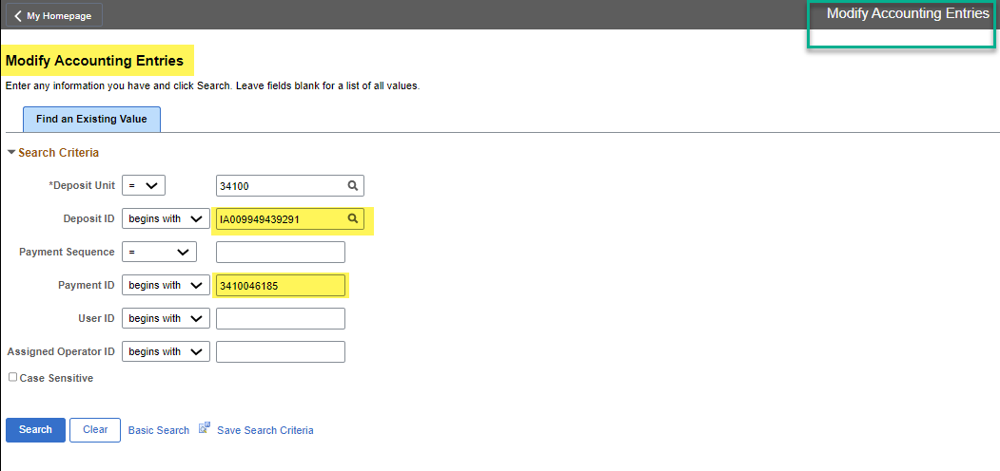 My Homepage
Modify Accounting Entries
Modify Accounting Entries
Enter any information you have and click Search. Leave fields blank for a list of all values.
Find an Existing Value
Search Criteria
*Deposit Unit = 34100
Deposit ID begins with IA009949439291
Payment Sequence =
Payment ID begins with 3410046185
User ID begins with
Assigned Operator ID begins with
Case Sensitive
Search Clear Basic Search Save Search Criteria